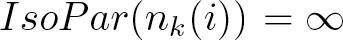 IsoPar(n_k(i)) = ∞